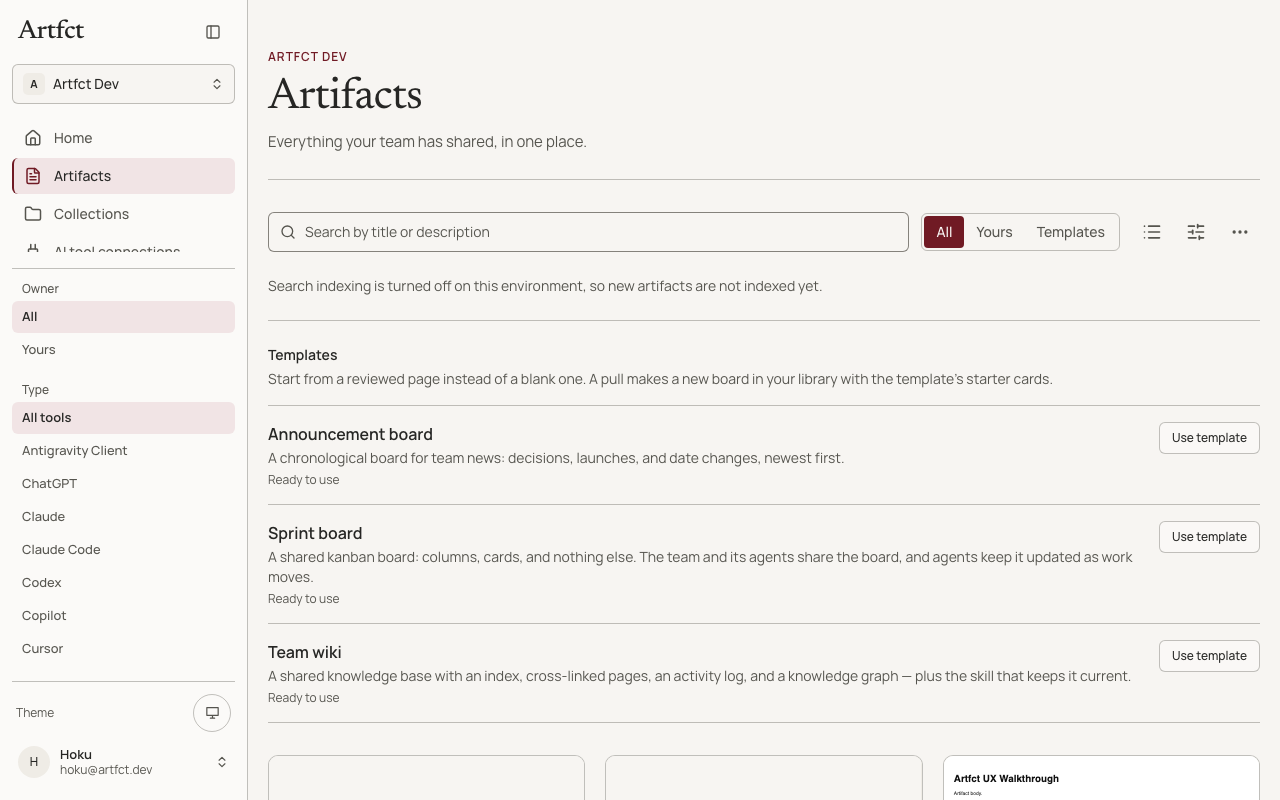 Artfct
A
Artfct Dev
Home
Artifacts
Collections
AI tool connections
Owner
All
Yours
Type
All tools
Antigravity Client
ChatGPT
Claude
Claude Code
Codex
Copilot
Cursor
Theme
H
Hoku
hoku@artfct.dev
ARTFCT DEV
Artifacts
Everything your team has shared, in one place.
Search by title or description
All
Yours
Templates
Search indexing is turned off on this environment, so new artifacts are not indexed yet.
Templates
Start from a reviewed page instead of a blank one. A pull makes a new board in your library with the template's starter cards.
Announcement board
A chronological board for team news: decisions, launches, and date changes, newest first.
Ready to use
Use template
Sprint board
A shared kanban board: columns, cards, and nothing else. The team and its agents share the board, and agents keep it updated as work
moves.
Ready to use
Use template
Team wiki
A shared knowledge base with an index, cross-linked pages, an activity log, and a knowledge graph — plus the skill that keeps it current.
Ready to use
Use template
Artfct UX Walkthrough
Artifact body.